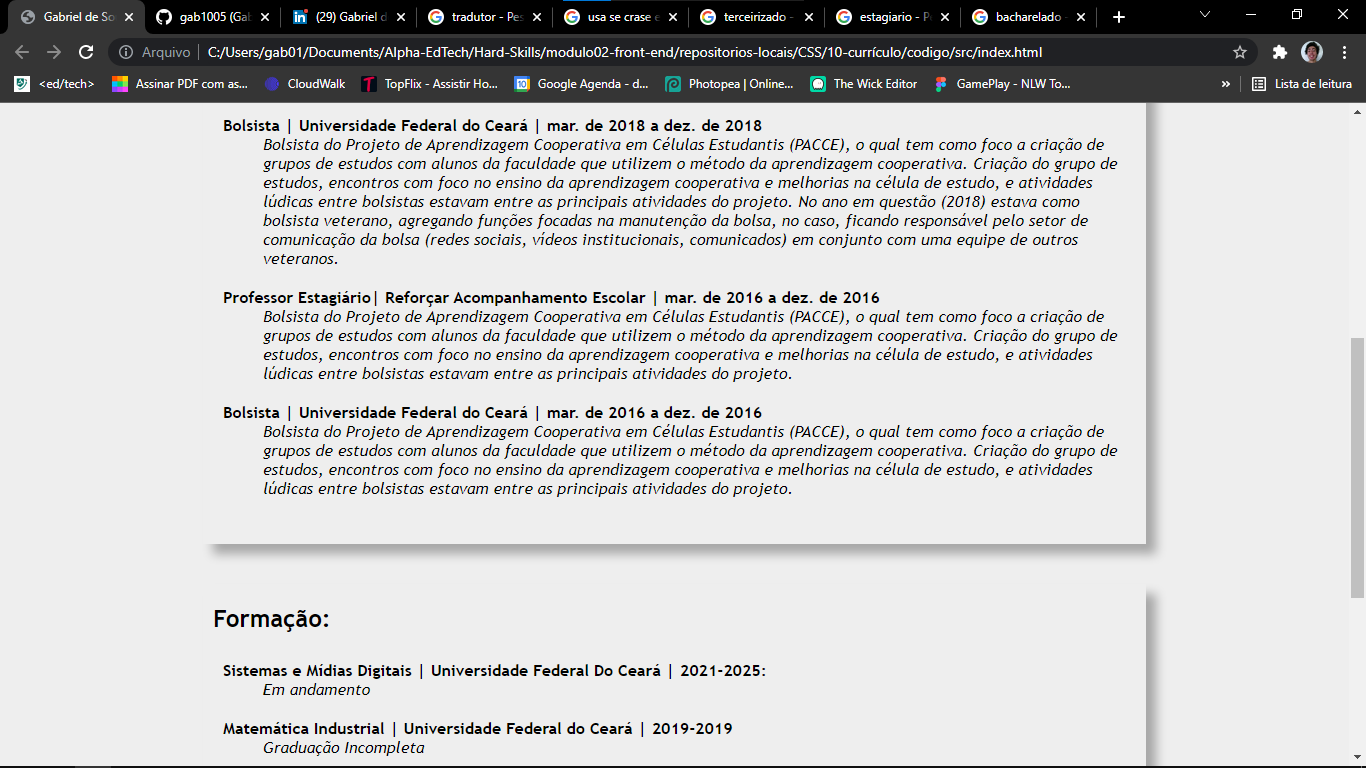 Gabriel de So
gab1005 (Gal
(29) Gabriel d
tradutor - Pes
usa se crase e
terceirizado -
estagiario - P
bacharelado -
Arquivo | C:/Users/gab01/Documents/Alpha-EdTech/Hard-Skills/modulo02-front-end/repositorios-locais/CSS/10-currículo/codigo/src/index.html
<ed/tech>
Assinar PDF com as...
CloudWalk
TopFlix - Assistir Ho...
Google Agenda - d...
Photopea | Online...
The Wick Editor
GamePlay - NLW To...
»
Lista de leitura
Bolsista | Universidade Federal do Ceará | mar. de 2018 a dez. de 2018
Bolsista do Projeto de Aprendizagem Cooperativa em Células Estudantis (PACCE), o qual tem como foco a criação de
grupos de estudos com alunos da faculdade que utilizem o método da aprendizagem cooperativa. Criação do grupo de
estudos, encontros com foco no ensino da aprendizagem cooperativa e melhorias na célula de estudo, e atividades
lúdicas entre bolsistas estavam entre as principais atividades do projeto. No ano em questão (2018) estava como
bolsista veterano, agregando funções focadas na manutenção da bolsa, no caso, ficando responsável pelo setor de
comunicação da bolsa (redes sociais, vídeos institucionais, comunicados) em conjunto com uma equipe de outros
veteranos.
Professor Estagiário| Reforçar Acompanhamento Escolar | mar. de 2016 a dez. de 2016
Bolsista do Projeto de Aprendizagem Cooperativa em Células Estudantis (PACCE), o qual tem como foco a criação de
grupos de estudos com alunos da faculdade que utilizem o método da aprendizagem cooperativa. Criação do grupo de
estudos, encontros com foco no ensino da aprendizagem cooperativa e melhorias na célula de estudo, e atividades
lúdicas entre bolsistas estavam entre as principais atividades do projeto.
Bolsista | Universidade Federal do Ceará | mar. de 2016 a dez. de 2016
Bolsista do Projeto de Aprendizagem Cooperativa em Células Estudantis (PACCE), o qual tem como foco a criação de
grupos de estudos com alunos da faculdade que utilizem o método da aprendizagem cooperativa. Criação do grupo de
estudos, encontros com foco no ensino da aprendizagem cooperativa e melhorias na célula de estudo, e atividades
lúdicas entre bolsistas estavam entre as principais atividades do projeto.
Formação:
Sistemas e Mídias Digitais | Universidade Federal Do Ceará | 2021-2025:
Em andamento
Matemática Industrial | Universidade Federal do Ceará | 2019-2019
Graduação Incompleta